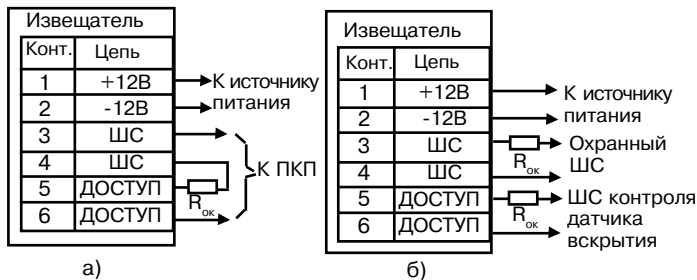 Извещатель
Конт. Цепь
1 +12В
2 -12В
3 ШС
4 ШС
5 ДОСТУП
6 ДОСТУП
К источнику
питания
К ПКП
Rок
а)
Извещатель
Конт. Цепь
1 +12В
2 -12В
3 ШС
4 ШС
5 ДОСТУП
6 ДОСТУП
К источнику
питания
Rок
Охранный
ШС
Rок
ШС контроля
датчика
вскрытия
б)